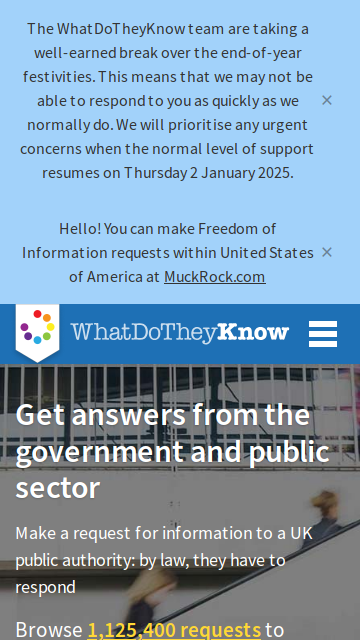 The WhatDoTheyKnow team are taking a
well-earned break over the end-of-year
festivities. This means that we may not be
able to respond to you as quickly as we
normally do. We will prioritise any urgent
concerns when the normal level of support
resumes on Thursday 2 January 2025.
×
Hello! You can make Freedom of
Information requests within United States
of America at MuckRock.com
×
WhatDoTheyKnow
Get answers from the
government and public
sector
Make a request for information to a UK
public authority: by law, they have to
respond
Browse 1,125,400 requests to